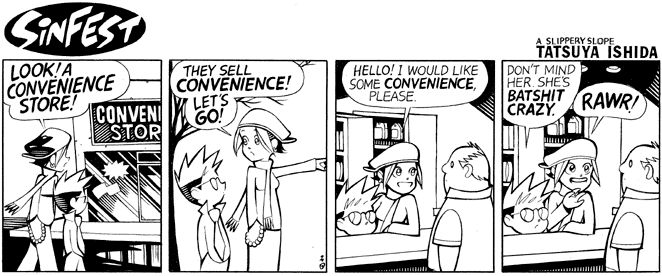 SINFEST
A SLIPPERY SLOPE
TATSUYA ISHIDA
LOOK! A
CONVENIENCE
STORE!
CONVENI
STOR
THEY SELL
CONVENIENCE!
LET'S
GO!
HELLO! I WOULD LIKE
SOME CONVENIENCE,
PLEASE.
DON'T MIND
HER. SHE'S
BATSHIT
CRAZY.
RAWR!